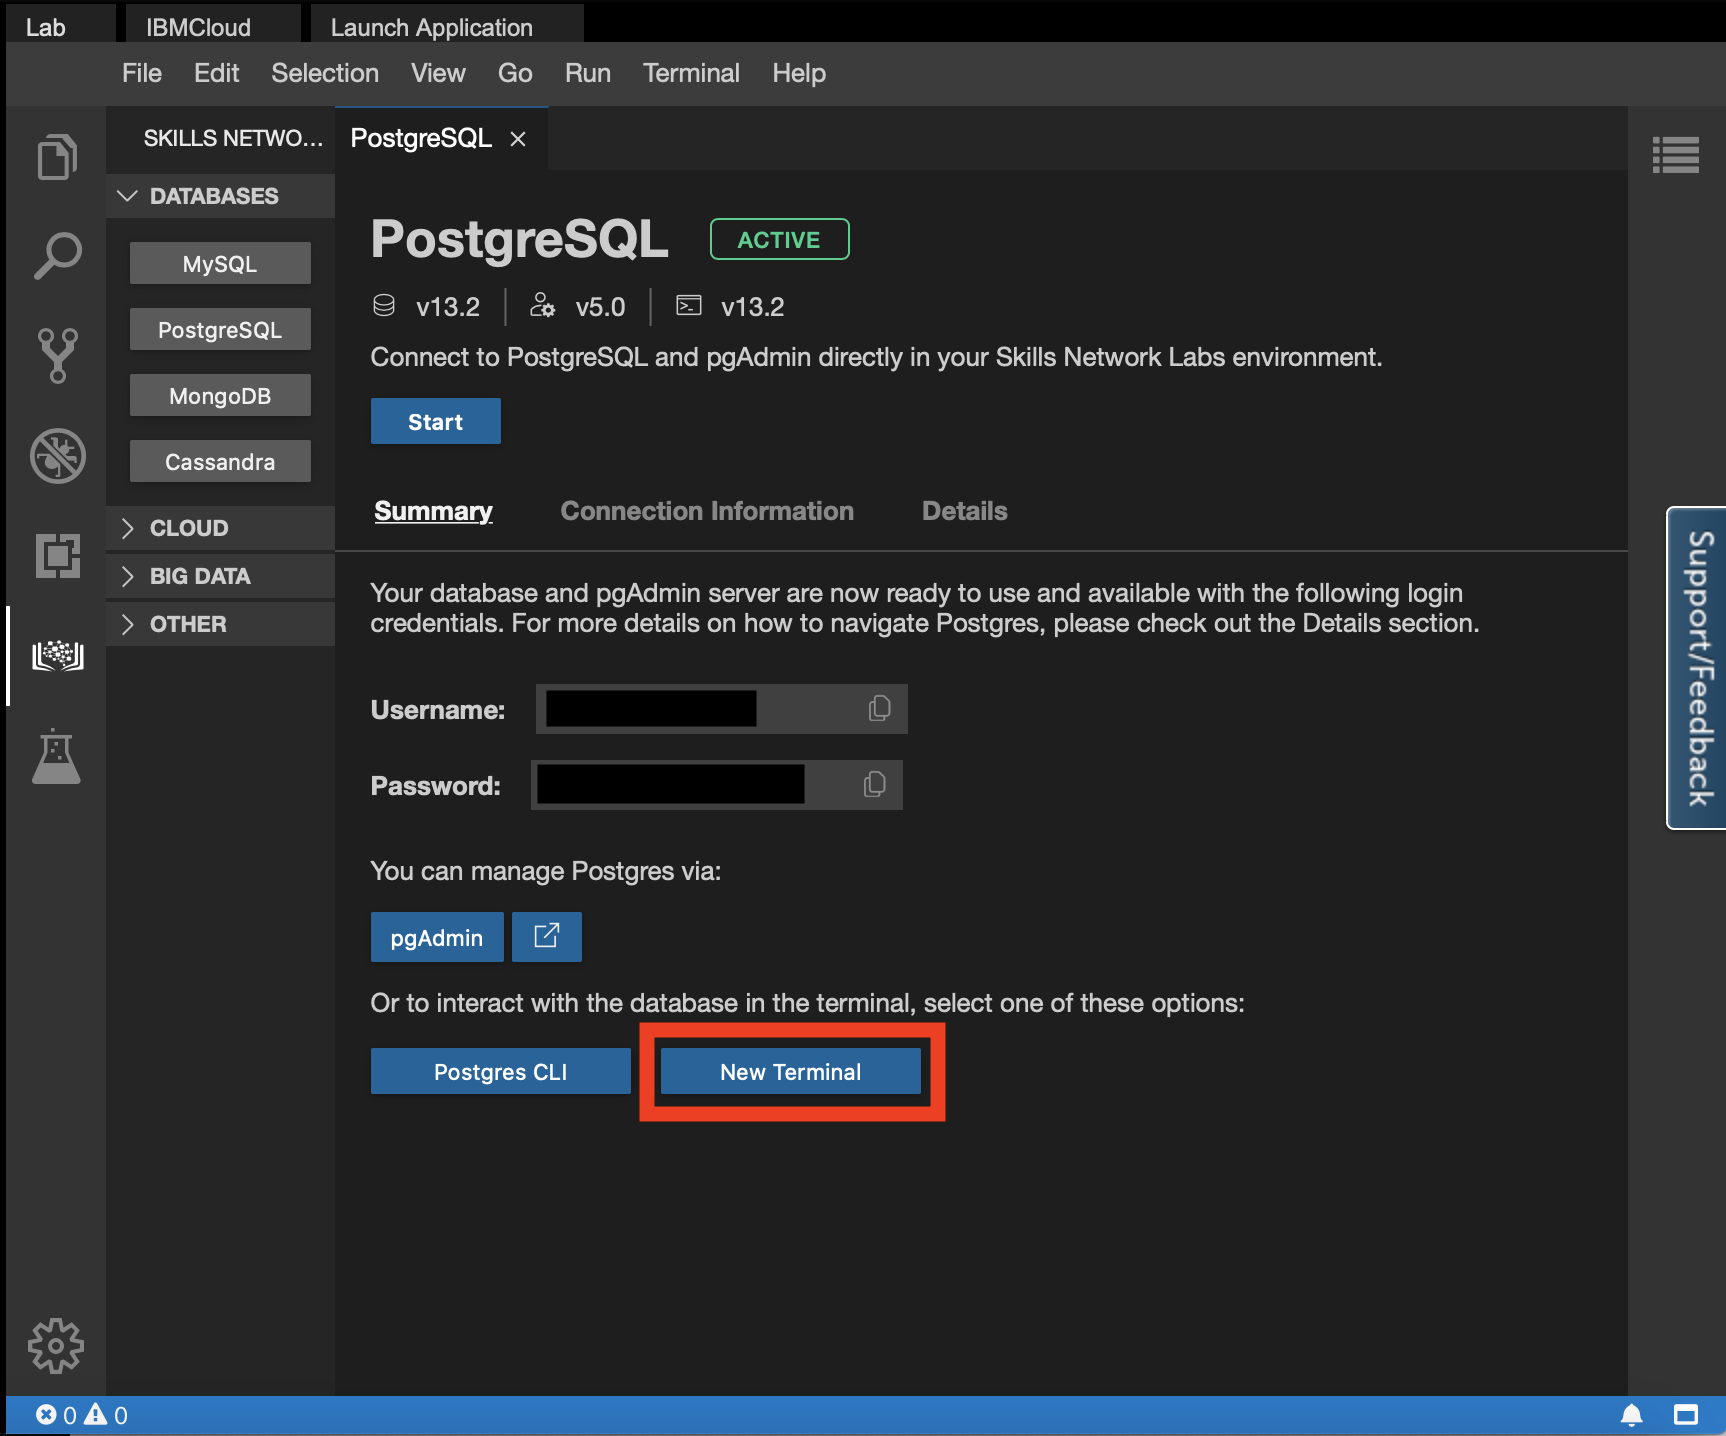 Lab IBMCloud Launch Application
File Edit Selection View Go Run Terminal Help
SKILLS NETWO... PostgreSQL ×
DATABASES
MySQL
PostgreSQL
MongoDB
Cassandra
CLOUD
BIG DATA
OTHER
PostgreSQL ACTIVE
v13.2 v5.0 v13.2
Connect to PostgreSQL and pgAdmin directly in your Skills Network Labs environment.
Start
Summary Connection Information Details
Your database and pgAdmin server are now ready to use and available with the following login
credentials. For more details on how to navigate Postgres, please check out the Details section.
Username:
Password:
You can manage Postgres via:
pgAdmin
Or to interact with the database in the terminal, select one of these options:
Postgres CLI New Terminal
Support/Feedback
0 0